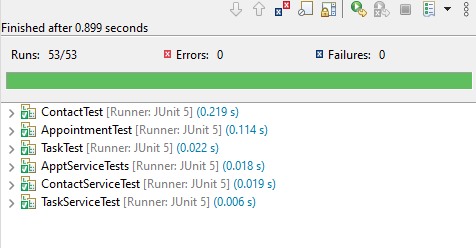 Finished after 0.899 seconds
Runs: 53/53 Errors: 0 Failures: 0
ContactTest [Runner: JUnit 5] (0.219 s)
AppointmentTest [Runner: JUnit 5] (0.114 s)
TaskTest [Runner: JUnit 5] (0.022 s)
ApptServiceTests [Runner: JUnit 5] (0.018 s)
ContactServiceTest [Runner: JUnit 5] (0.019 s)
TaskServiceTest [Runner: JUnit 5] (0.006 s)